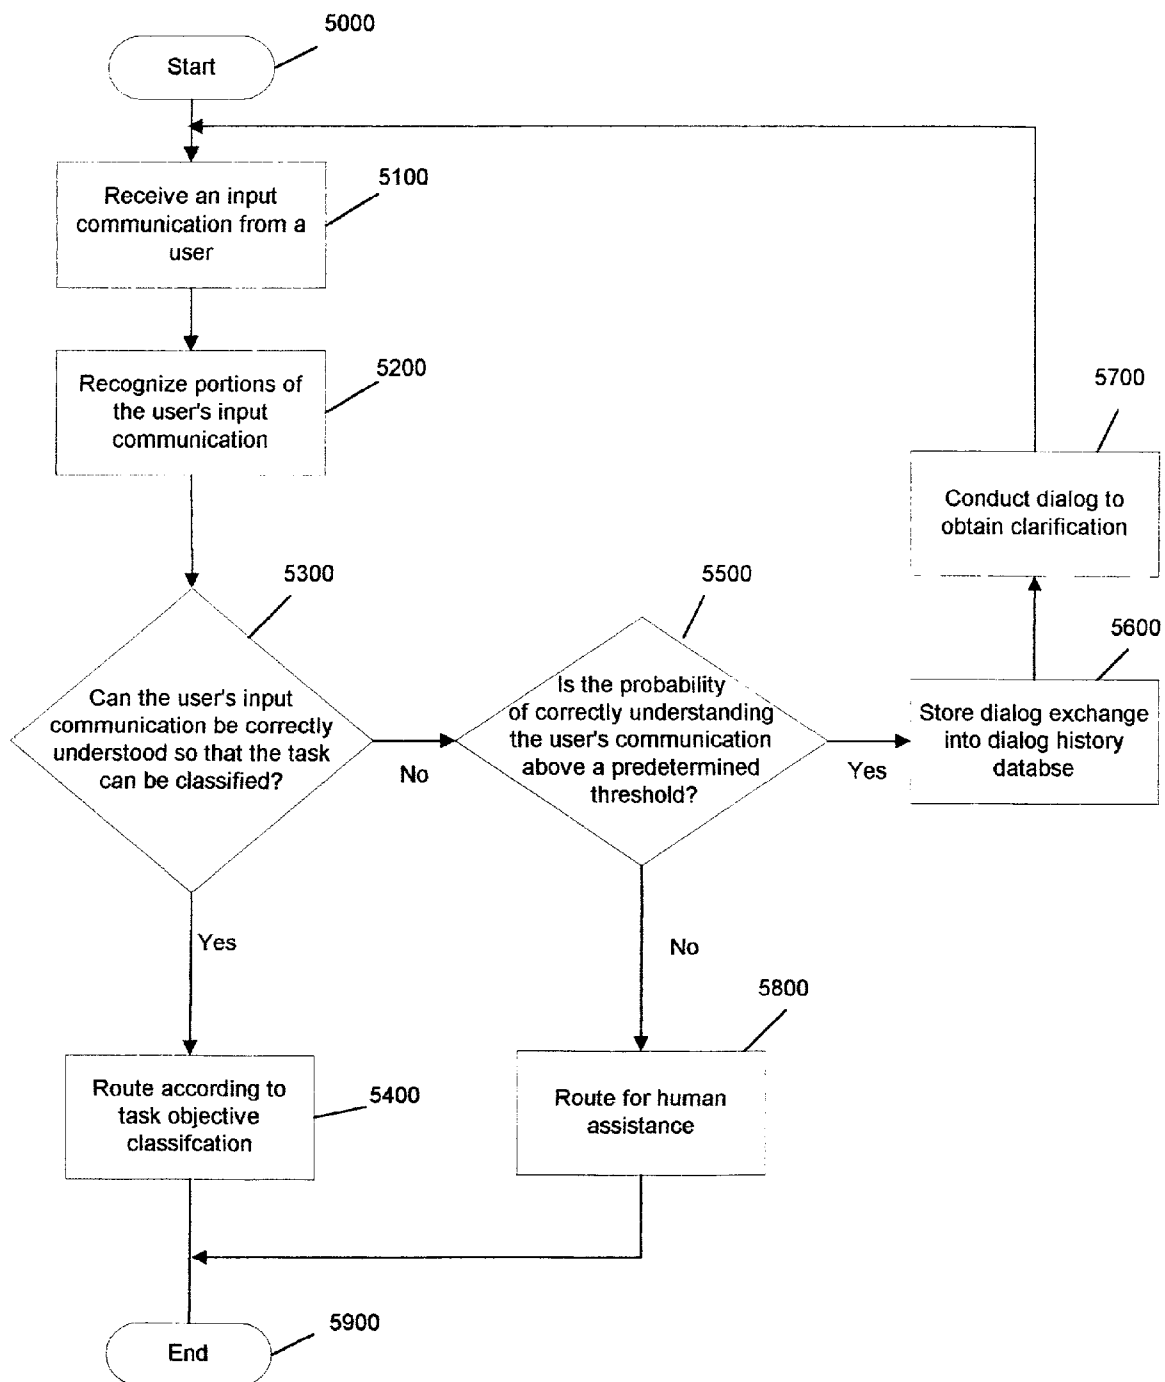 5000
Start
5100
Receive an input
communication from a
user
5200
Recognize portions of
the user's input
communication
5300
Can the user's input
communication be correctly
understood so that the task
can be classified?
No
Yes
5500
Is the probability
of correctly understanding
the user's communication
above a predetermined
threshold?
Yes
No
5600
Store dialog exchange
into dialog history
databse
5700
Conduct dialog to
obtain clarification
5400
Route according to
task objective
classifcation
5800
Route for human
assistance
5900
End